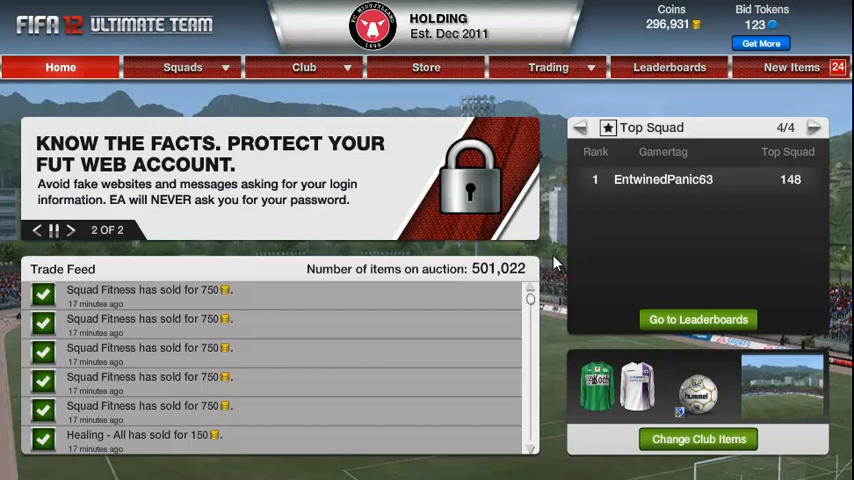 FIFA 12 ULTIMATE TEAM
HOLDING
Est. Dec 2011
Coins
296,931
Bid Tokens
123
Get More
Home
Squads
Club
Store
Trading
Leaderboards
New Items 24
KNOW THE FACTS. PROTECT YOUR
FUT WEB ACCOUNT.
Avoid fake websites and messages asking for your login
information. EA will NEVER ask you for your password.
2 OF 2
Top Squad 4/4
Rank Gamertag Top Squad
1 EntwinedPanic63 148
Go to Leaderboards
Trade Feed Number of items on auction: 501,022
Squad Fitness has sold for 750.
17 minutes ago
Squad Fitness has sold for 750.
17 minutes ago
Squad Fitness has sold for 750.
17 minutes ago
Squad Fitness has sold for 750.
17 minutes ago
Squad Fitness has sold for 750.
17 minutes ago
Healing - All has sold for 150.
17 minutes ago
Koch
hummel
Change Club Items